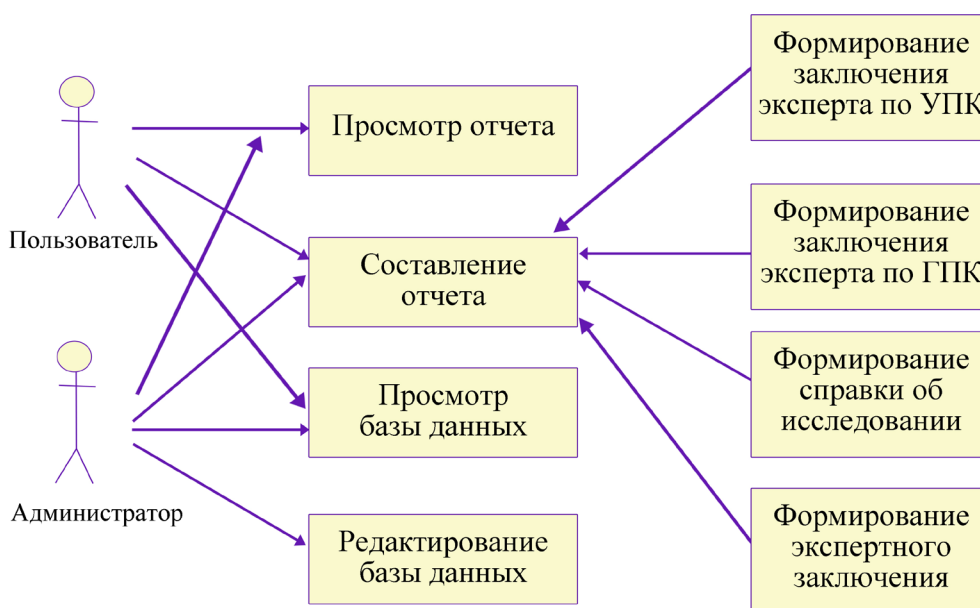 Пользователь
Администратор
Просмотр отчета
Составление
отчета
Просмотр
базы данных
Редактирование
базы данных
Формирование
заключения
эксперта по УПК
Формирование
заключения
эксперта по ГПК
Формирование
справки об
исследовании
Формирование
экспертного
заключения